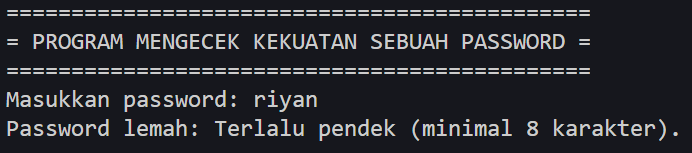 =============================================
= PROGRAM MENGECEK KEKUATAN SEBUAH PASSWORD =
=============================================
Masukkan password: riyan
Password lemah: Terlalu pendek (minimal 8 karakter).